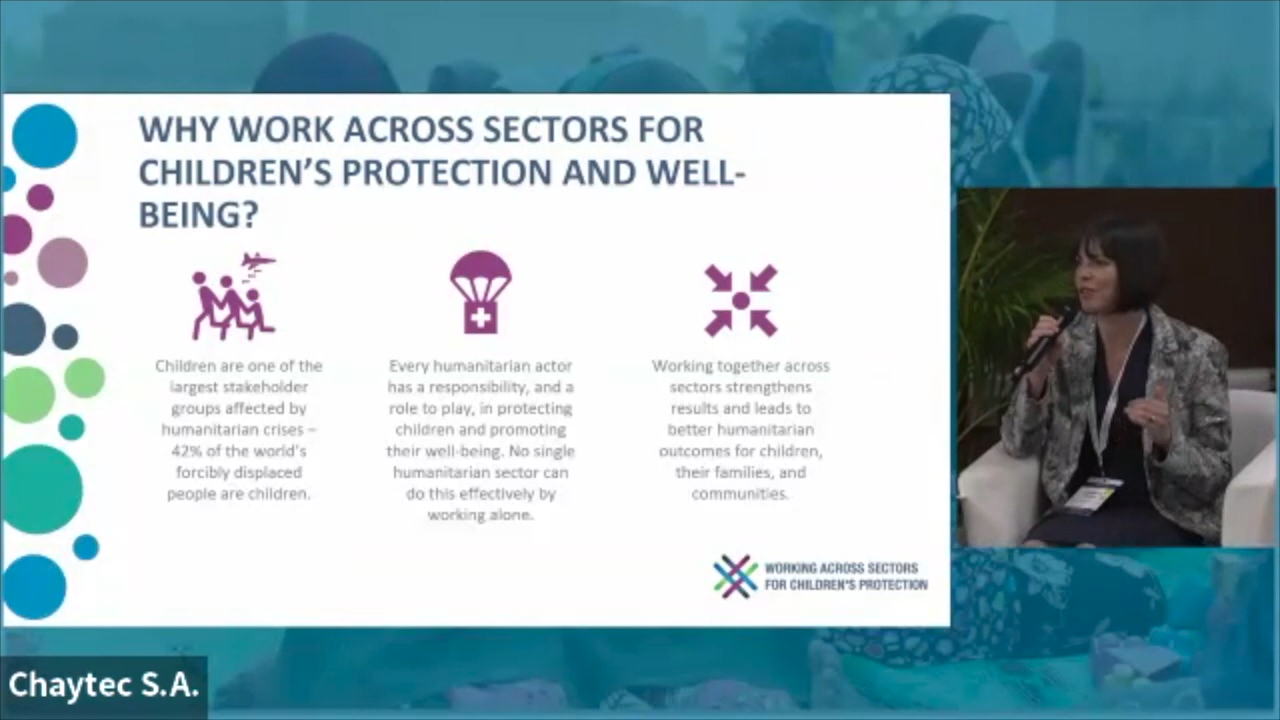 WHY WORK ACROSS SECTORS FOR
CHILDREN'S PROTECTION AND WELL-
BEING?
Children are one of the
largest stakeholder
groups affected by
humanitarian crises –
42% of the world's
forcibly displaced
people are children.
Every humanitarian actor
has a responsibility, and a
role to play, in protecting
children and promoting
their well-being. No single
humanitarian sector can
do this effectively by
working alone.
Working together across
sectors strengthens
results and leads to
better humanitarian
outcomes for children,
their families, and
communities.
WORKING ACROSS SECTORS
FOR CHILDREN'S PROTECTION
Chaytec S.A.